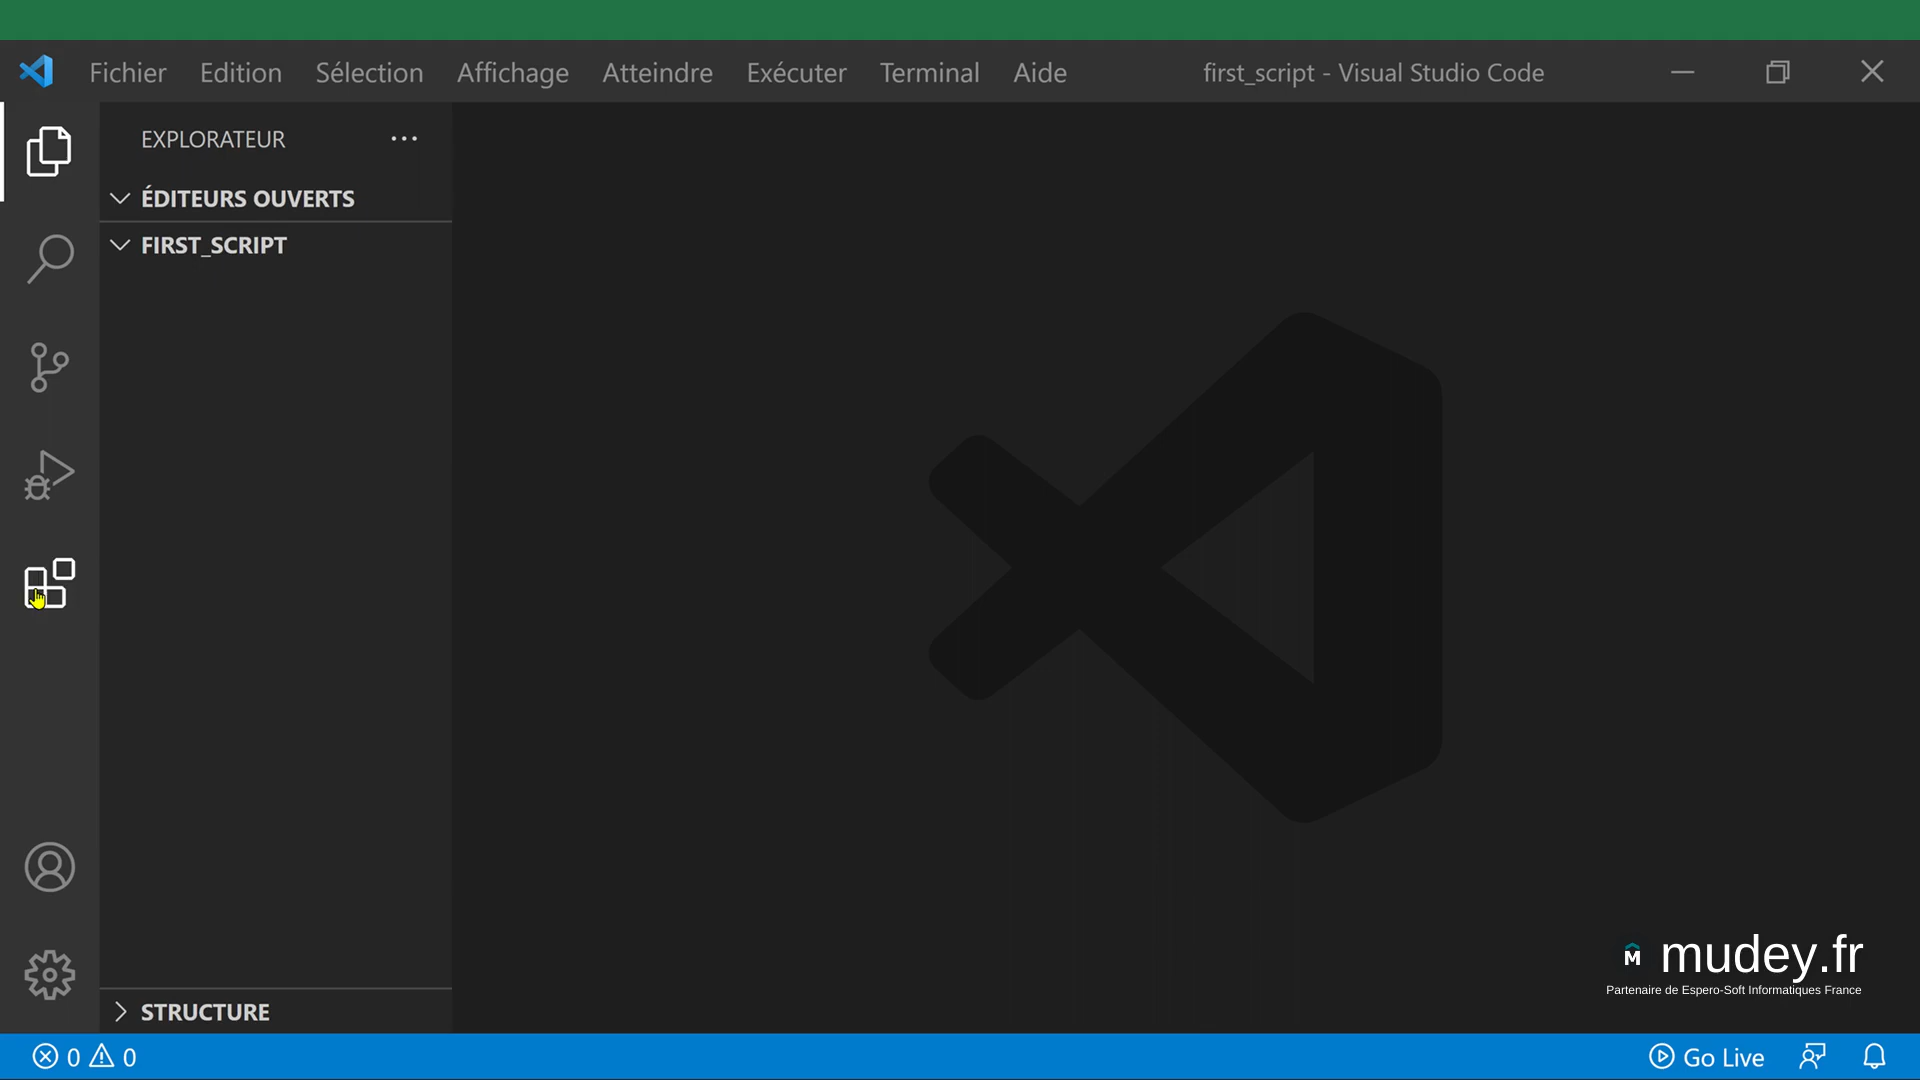 Fichier Edition Sélection Affichage Atteindre Exécuter Terminal Aide first_script - Visual Studio Code
EXPLORATEUR
ÉDITEURS OUVERTS
FIRST_SCRIPT
STRUCTURE
M mudey.fr
Partenaire de Espero-Soft Informatiques France
0 0 Go Live